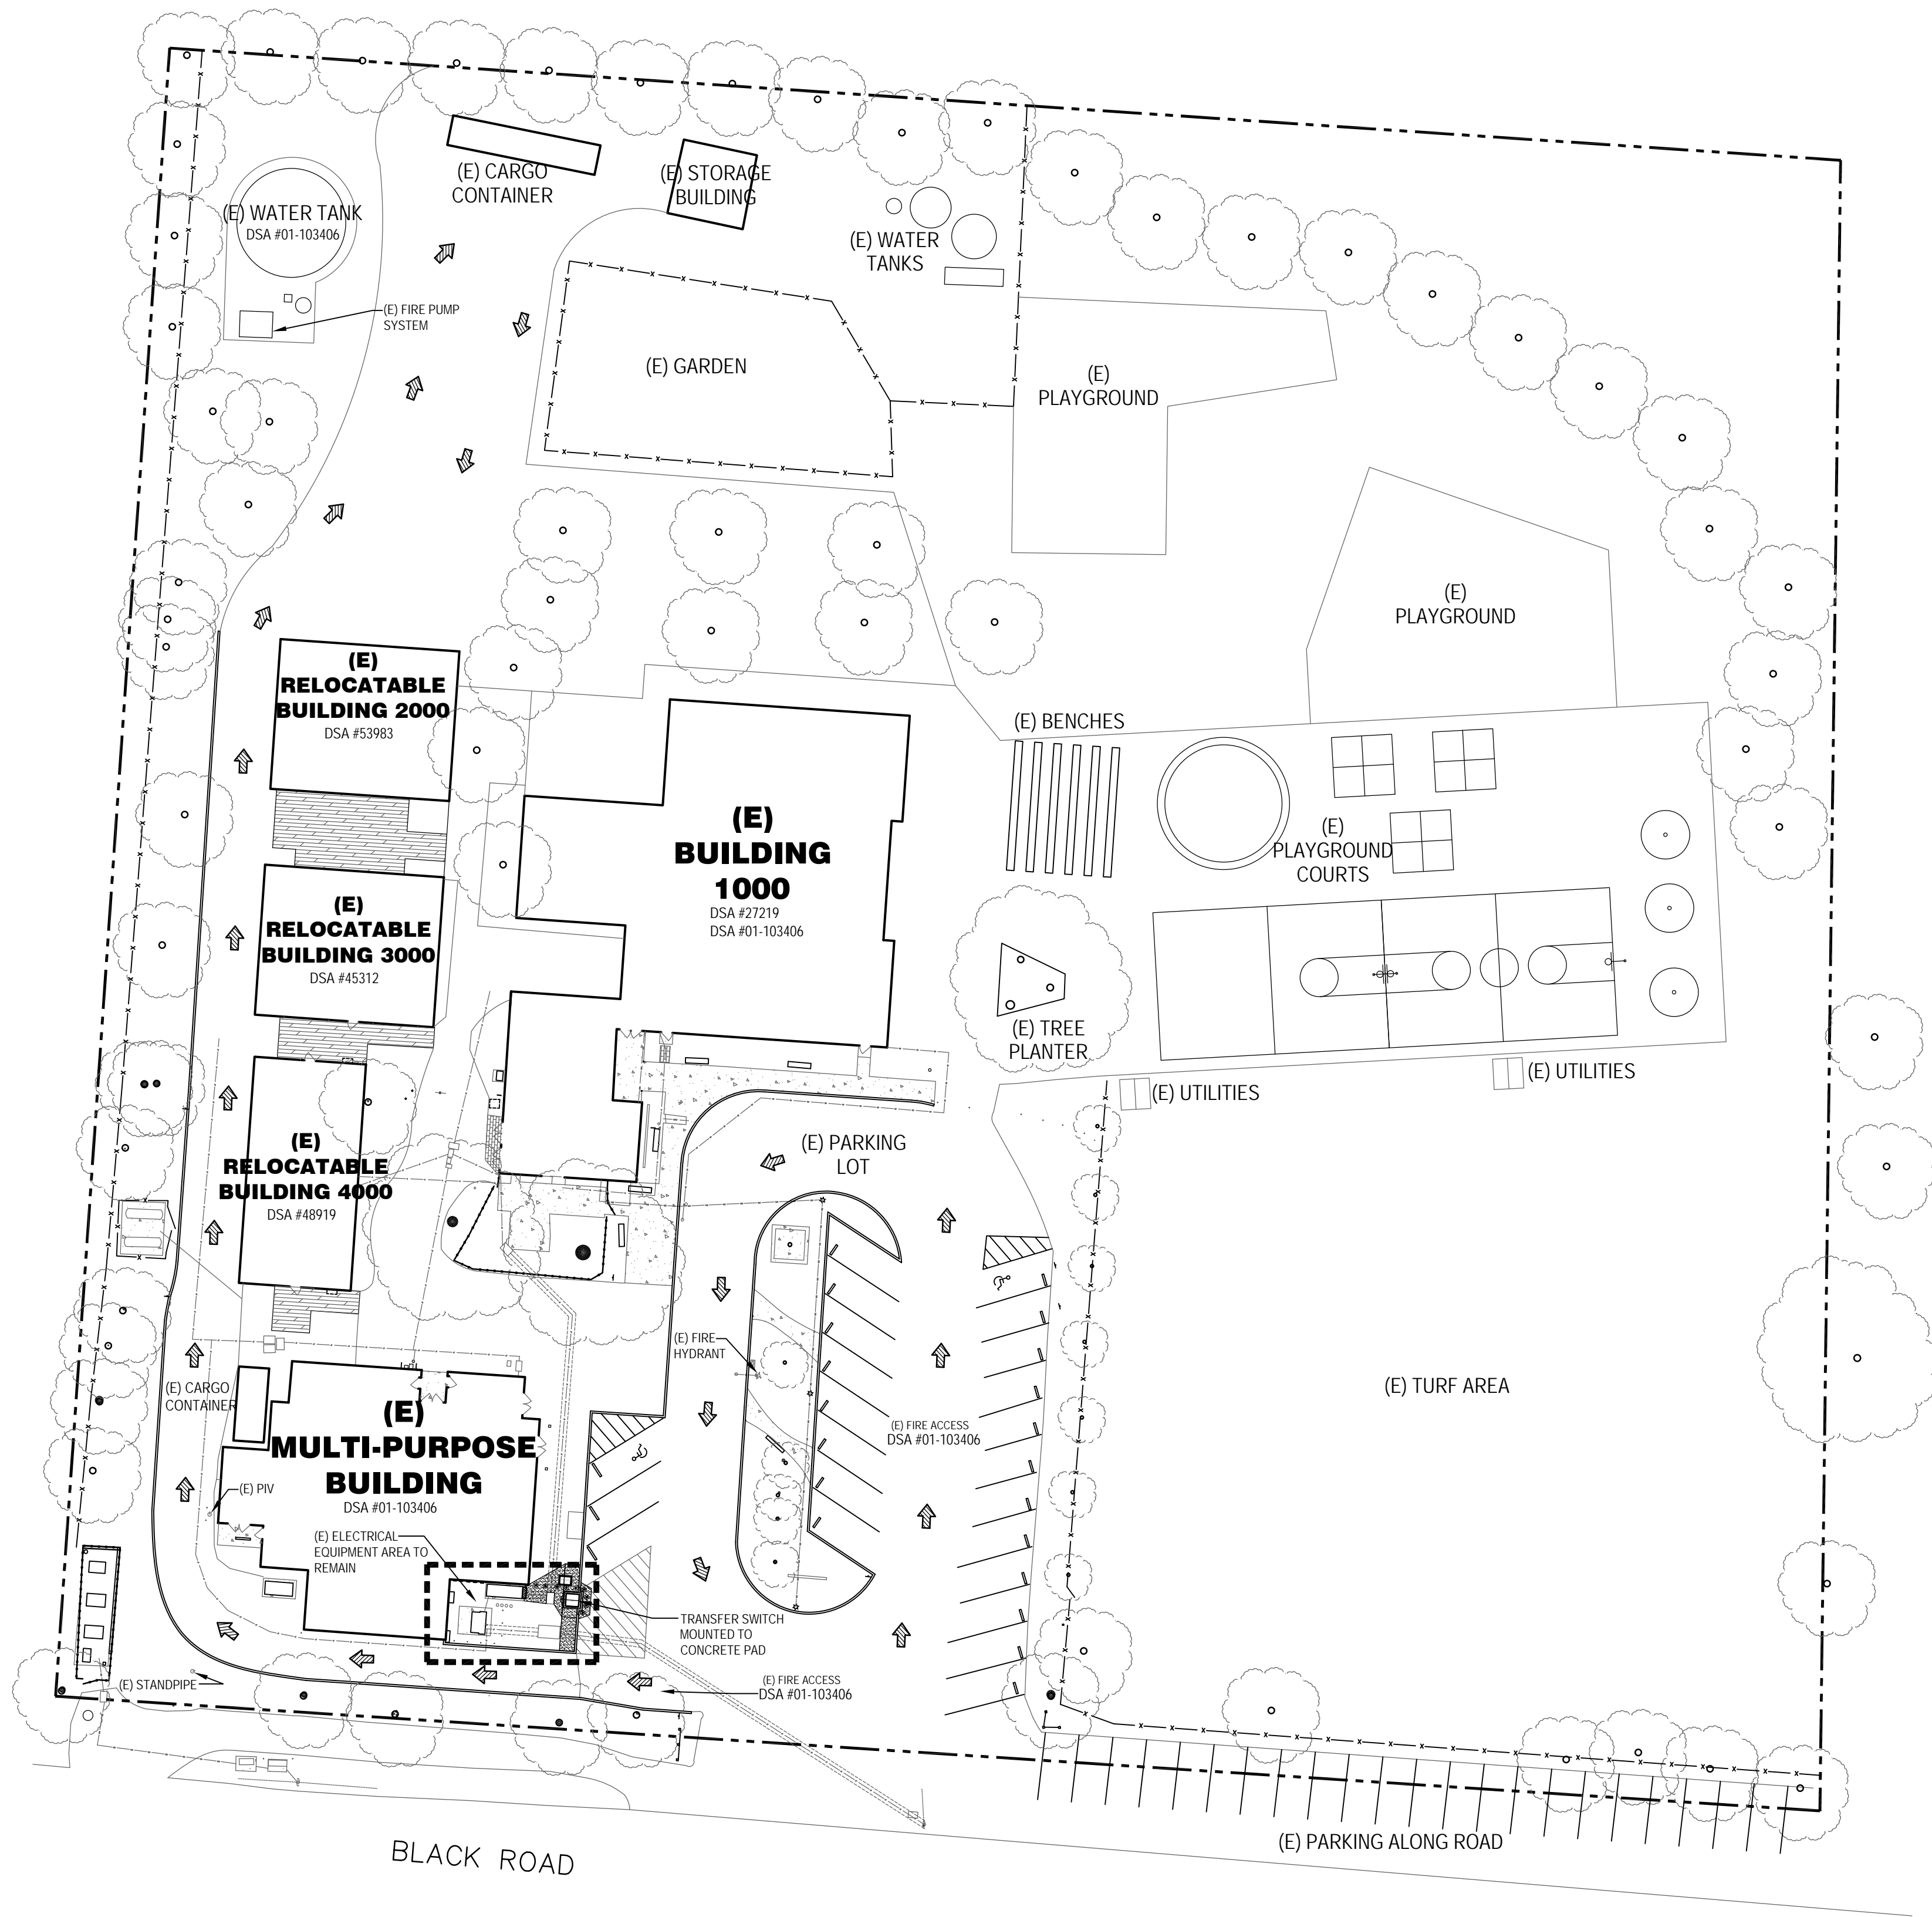 (E) CARGO
CONTAINER
(E) STORAGE
BUILDING
(E) WATER TANK
DSA #01-103406
(E) WATER
TANKS
(E) FIRE PUMP
SYSTEM
(E) GARDEN
(E)
PLAYGROUND
(E)
PLAYGROUND
(E)
RELOCATABLE
BUILDING 2000
DSA #53983
(E) BENCHES
(E)
BUILDING
1000
DSA #27219
DSA #01-103406
(E)
PLAYGROUND
COURTS
(E)
RELOCATABLE
BUILDING 3000
DSA #45312
(E) TREE
PLANTER
(E) UTILITIES
(E) UTILITIES
(E)
RELOCATABLE
BUILDING 4000
DSA #48919
(E) PARKING
LOT
(E) FIRE
HYDRANT
(E) CARGO
CONTAINER
(E) TURF AREA
(E)
MULTI-PURPOSE
BUILDING
DSA #01-103406
(E) FIRE ACCESS
DSA #01-103406
(E) PIV
(E) ELECTRICAL
EQUIPMENT AREA TO
REMAIN
TRANSFER SWITCH
MOUNTED TO
CONCRETE PAD
(E) STANDPIPE
(E) FIRE ACCESS
DSA #01-103406
(E) PARKING ALONG ROAD
BLACK ROAD